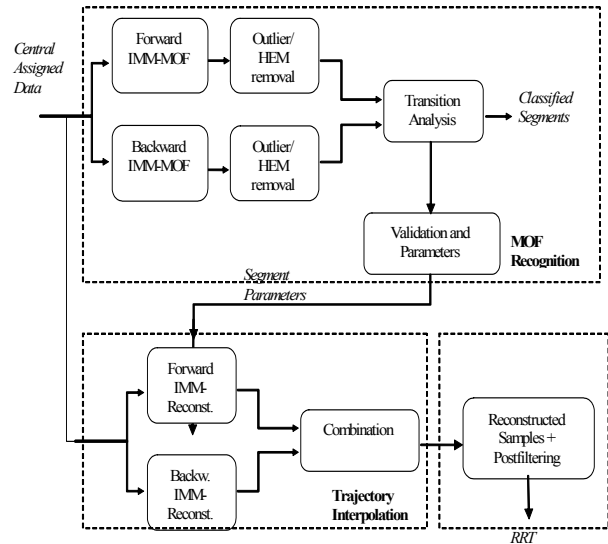 Central
Assigned
Data
Forward
IMM-MOF
Outlier/
HEM
removal
Backward
IMM-MOF
Outlier/
HEM
removal
Transition
Analysis
Classified
Segments
Validation and
Parameters
MOF
Recognition
Segment
Parameters
Forward
IMM-
Reconst.
Backw.
IMM-
Reconst.
Combination
Trajectory
Interpolation
Reconstructed
Samples +
Postfiltering
RRT